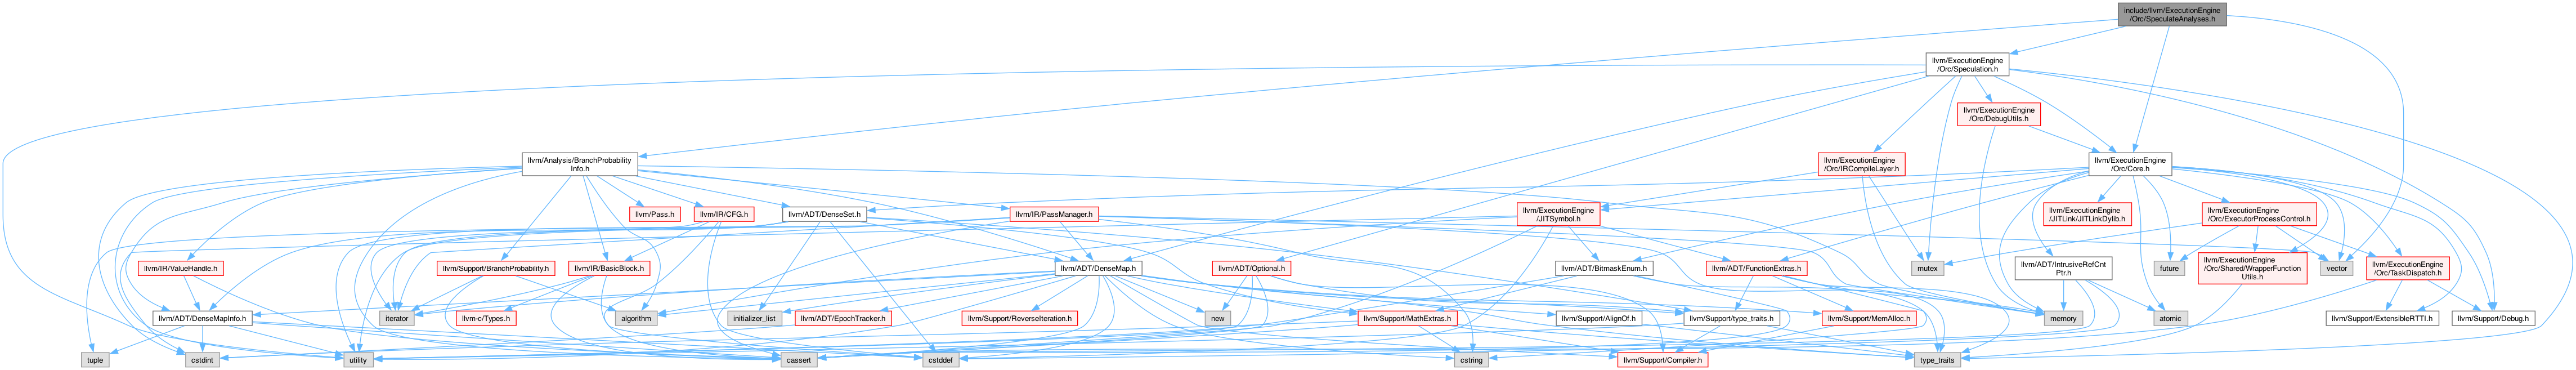 include/llvm/ExecutionEngine
/Orc/SpeculateAnalyses.h
llvm/ExecutionEngine
/Orc/Speculation.h
llvm/ExecutionEngine
/Orc/DebugUtils.h
llvm/Analysis/BranchProbability
Info.h
llvm/ExecutionEngine
/Orc/IRCompileLayer.h
llvm/ExecutionEngine
/Orc/Core.h
llvm/Pass.h
llvm/IR/CFG.h
llvm/ADT/DenseSet.h
llvm/IR/PassManager.h
llvm/ExecutionEngine
/JITSymbol.h
llvm/ExecutionEngine
/JITLink/JITLinkDylib.h
llvm/ExecutionEngine
/Orc/ExecutorProcessControl.h
llvm/IR/ValueHandle.h
llvm/Support/BranchProbability.h
llvm/IR/BasicBlock.h
llvm/ADT/DenseMap.h
llvm/ADT/Optional.h
llvm/ADT/BitmaskEnum.h
llvm/ADT/FunctionExtras.h
mutex
llvm/ADT/IntrusiveRefCnt
Ptr.h
future
llvm/ExecutionEngine
/Orc/Shared/WrapperFunction
Utils.h
vector
llvm/ExecutionEngine
/Orc/TaskDispatch.h
llvm/ADT/DenseMapInfo.h
iterator
llvm-c/Types.h
algorithm
initializer_list
llvm/ADT/EpochTracker.h
llvm/Support/ReverseIteration.h
new
llvm/Support/MathExtras.h
llvm/Support/AlignOf.h
llvm/Support/type_traits.h
llvm/Support/MemAlloc.h
memory
atomic
llvm/Support/ExtensibleRTTI.h
llvm/Support/Debug.h
tuple
cstdint
utility
cassert
cstddef
cstring
llvm/Support/Compiler.h
type_traits